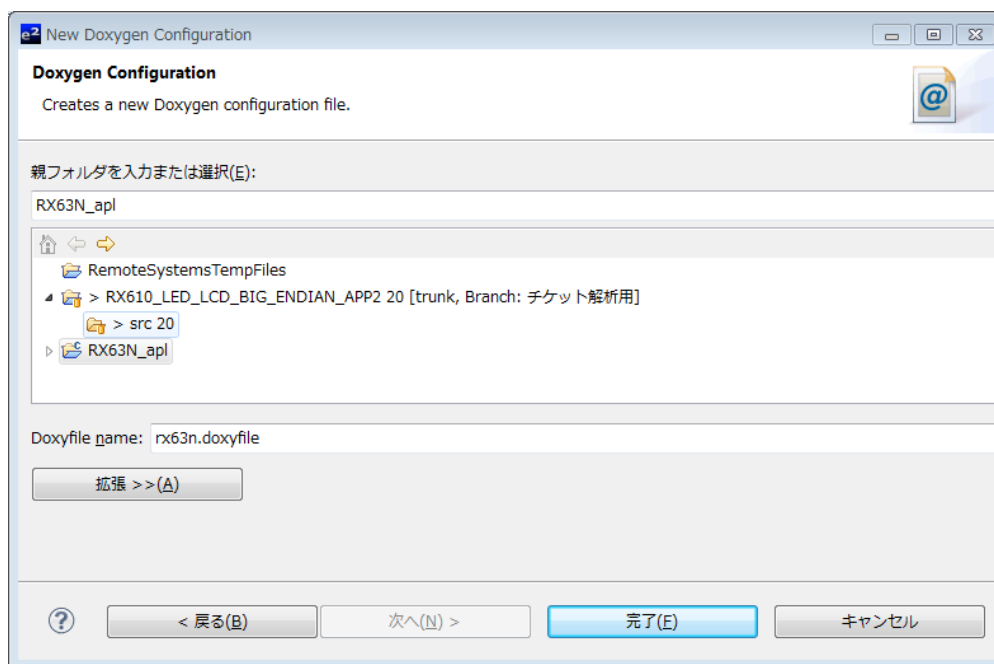 e² New Doxygen Configuration
Doxygen Configuration
Creates a new Doxygen configuration file.
@
親フォルダを入力または選択(E):
RX63N_apl
RemoteSystemsTempFiles
> RX610_LED_LCD_BIG_ENDIAN_APP2 20 [trunk, Branch: チケット解析用]
> src 20
RX63N_apl
Doxyfile name: rx63n.doxyfile
拡張 >>(A)
? < 戻る(B) 次へ(N) > 完了(F) キャンセル